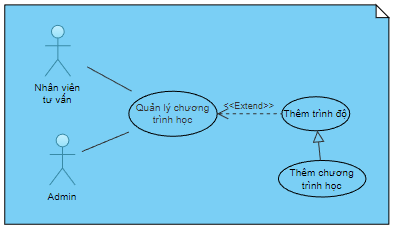 Nhân viên
tư vấn
Quản lý chương
trình học
<<Extend>>
Thêm trình độ
Thêm chương
trình học
Admin